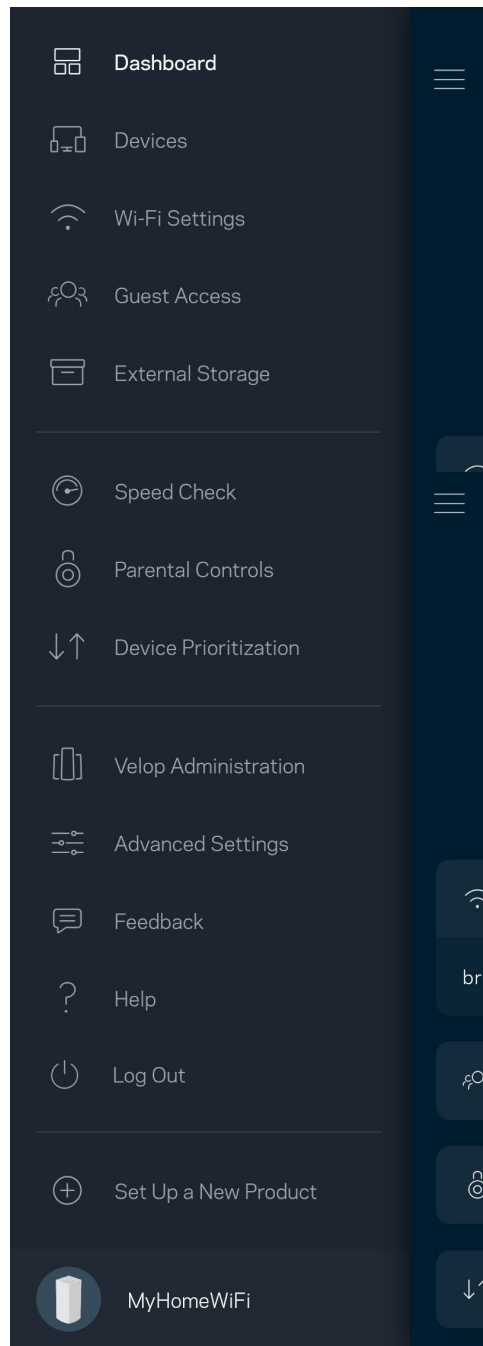 Dashboard
Devices
Wi-Fi Settings
Guest Access
External Storage
Speed Check
Parental Controls
Device Prioritization
Velop Administration
Advanced Settings
Feedback
br
Help
Log Out
Set Up a New Product
MyHomeWiFi